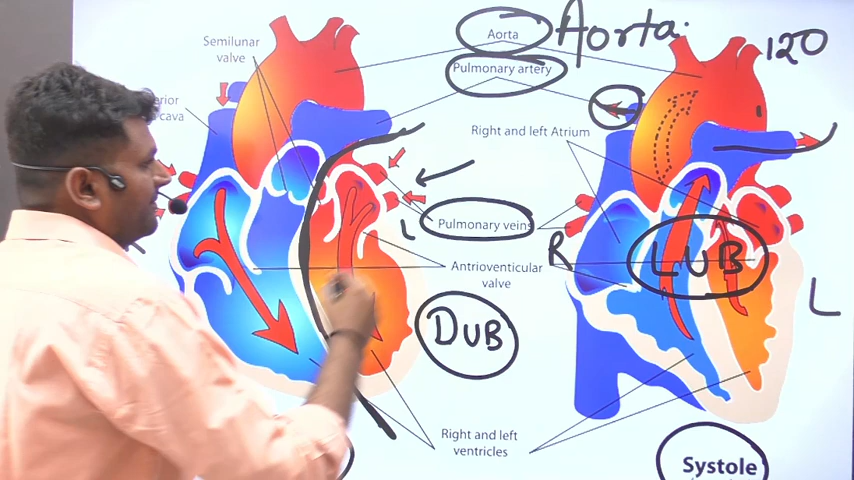 Aorta
Aorta
120
Semilunar
valve
Pulmonary artery
cava
Right and left Atrium
Pulmonary veins
L
R
LUB
Antrioventicular
valve
L
DUB
Right and left
ventricles
Systole